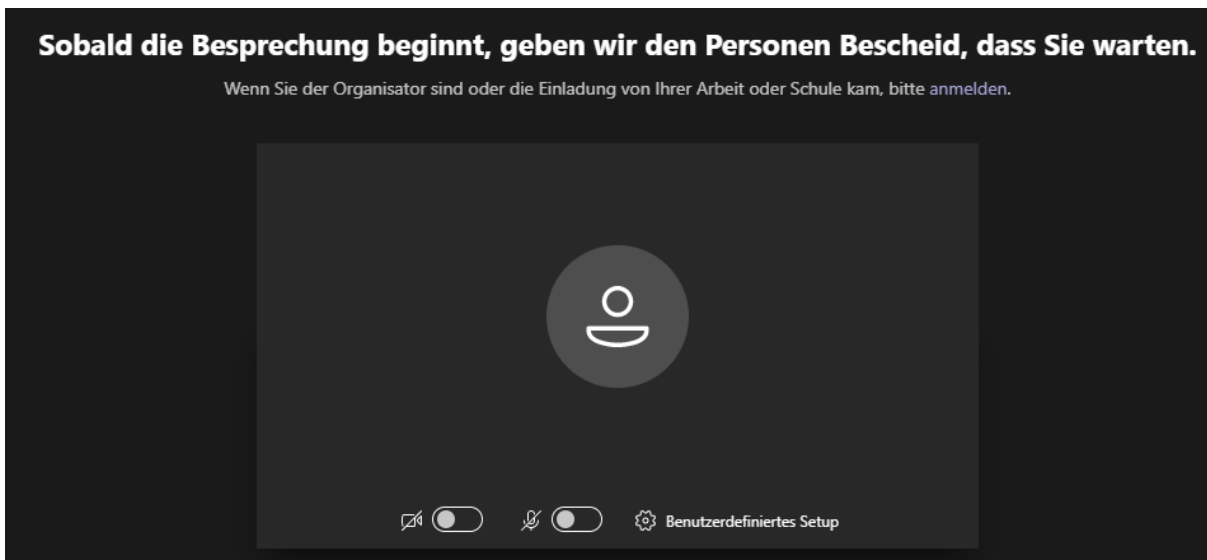 Sobald die Besprechung beginnt, geben wir den Personen Bescheid, dass Sie warten.
Wenn Sie der Organisator sind oder die Einladung von Ihrer Arbeit oder Schule kam, bitte anmelden.
Benutzerdefiniertes Setup